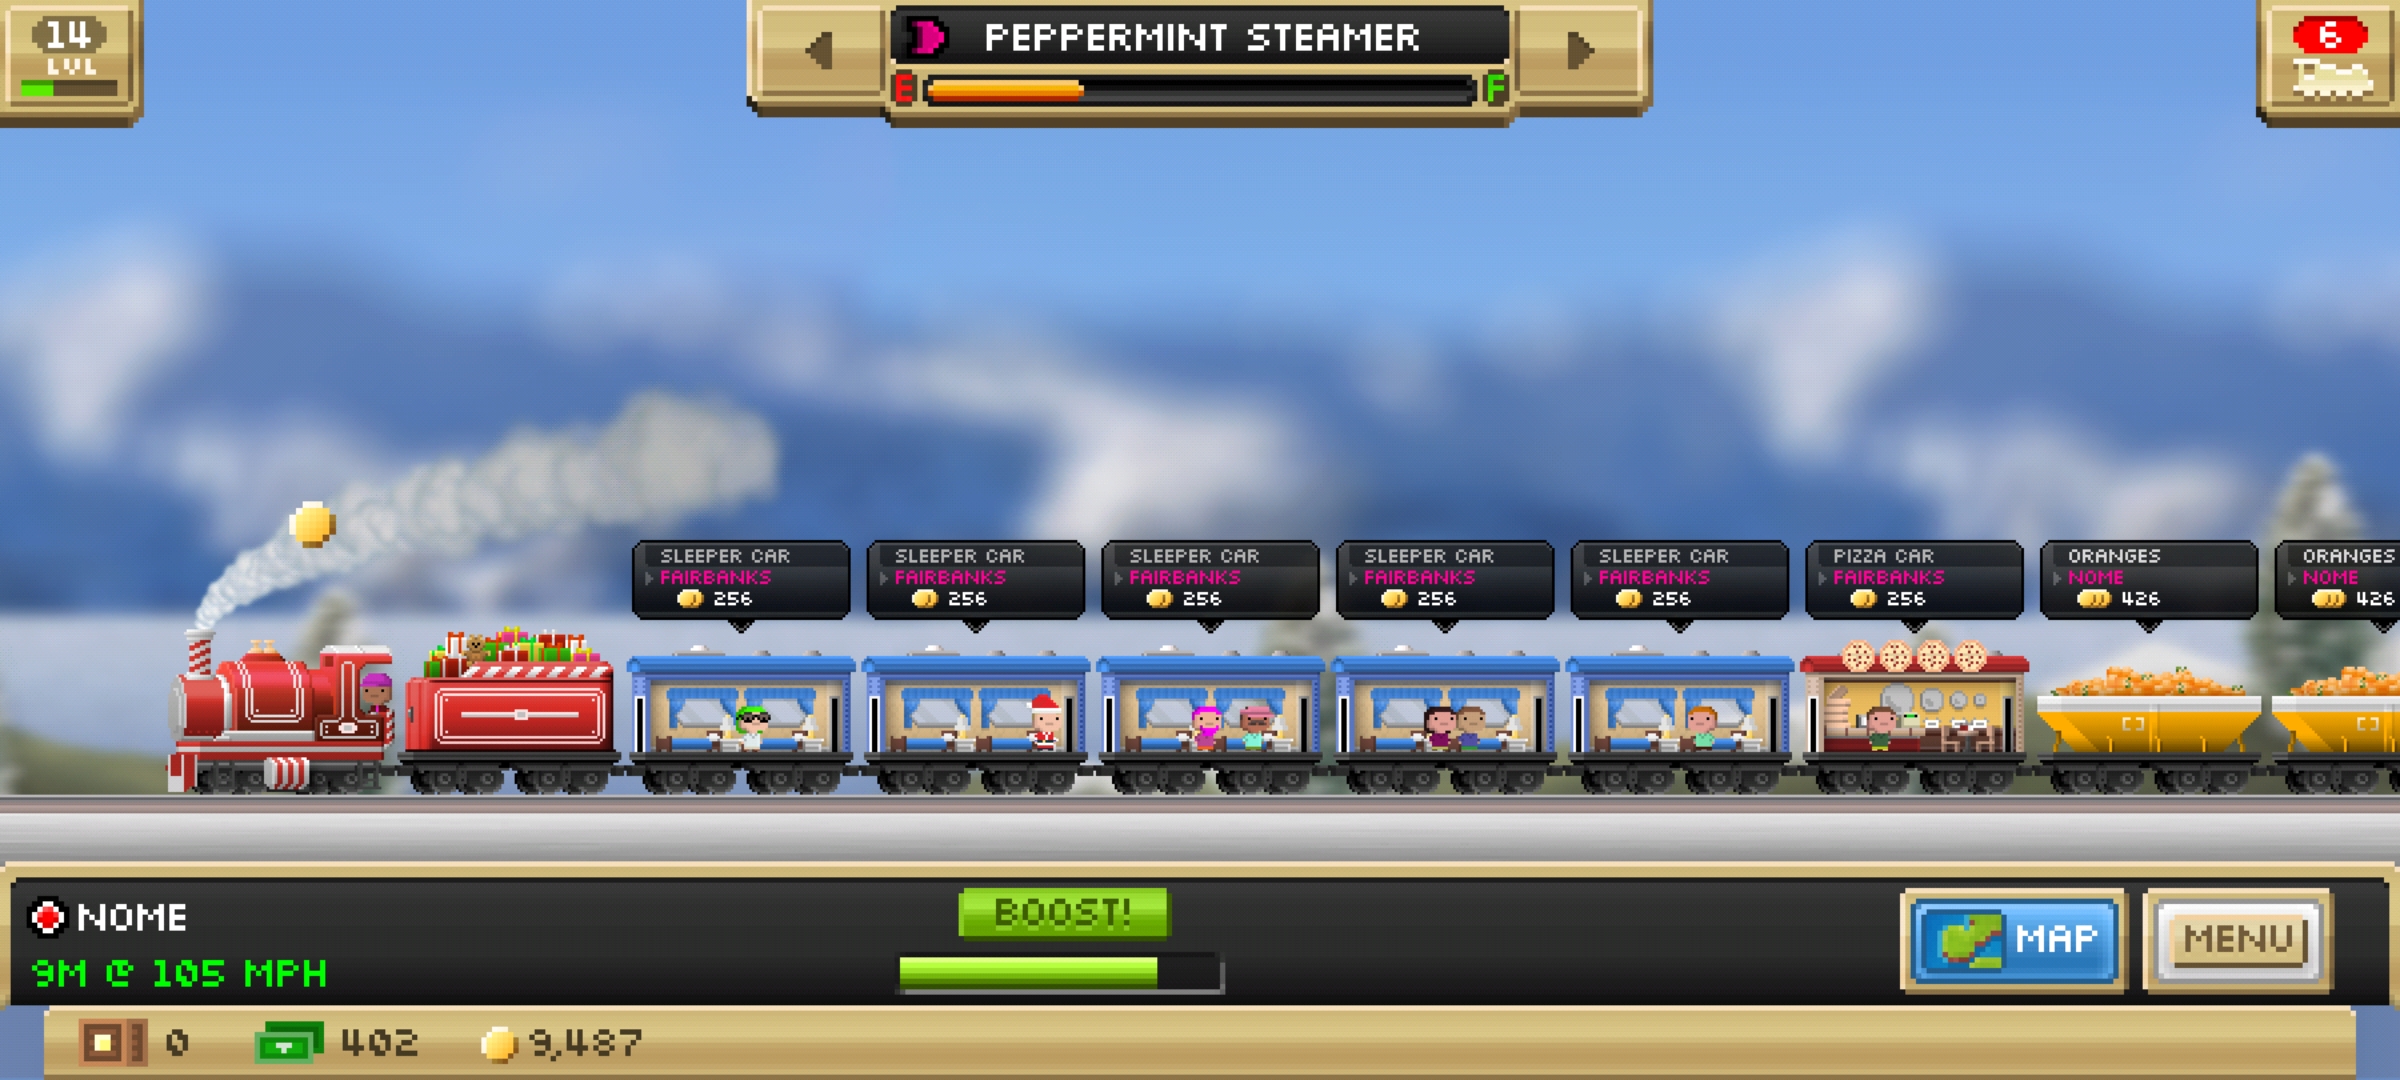 14
LVL
PEPPERMINT STEAMER
E
F
6
SLEEPER CAR
FAIRBANKS
256
SLEEPER CAR
FAIRBANKS
256
SLEEPER CAR
FAIRBANKS
256
SLEEPER CAR
FAIRBANKS
256
SLEEPER CAR
FAIRBANKS
256
PIZZA CAR
FAIRBANKS
256
ORANGES
NOME
426
ORANGES
NOME
426
NOME
9M @ 105 MPH
BOOST!
MAP
MENU
0
402
9,487